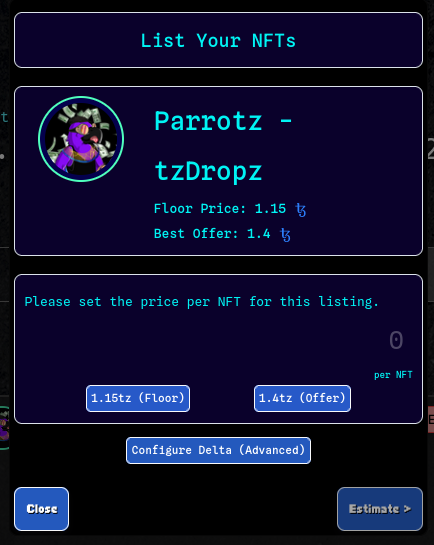 List Your NFTs
Parrotz -
tzDropz
Floor Price: 1.15 ꜩ
Best Offer: 1.4 ꜩ
Please set the price per NFT for this listing.
0
per NFT
1.15tz (Floor)
1.4tz (Offer)
Configure Delta (Advanced)
Close
Estimate >